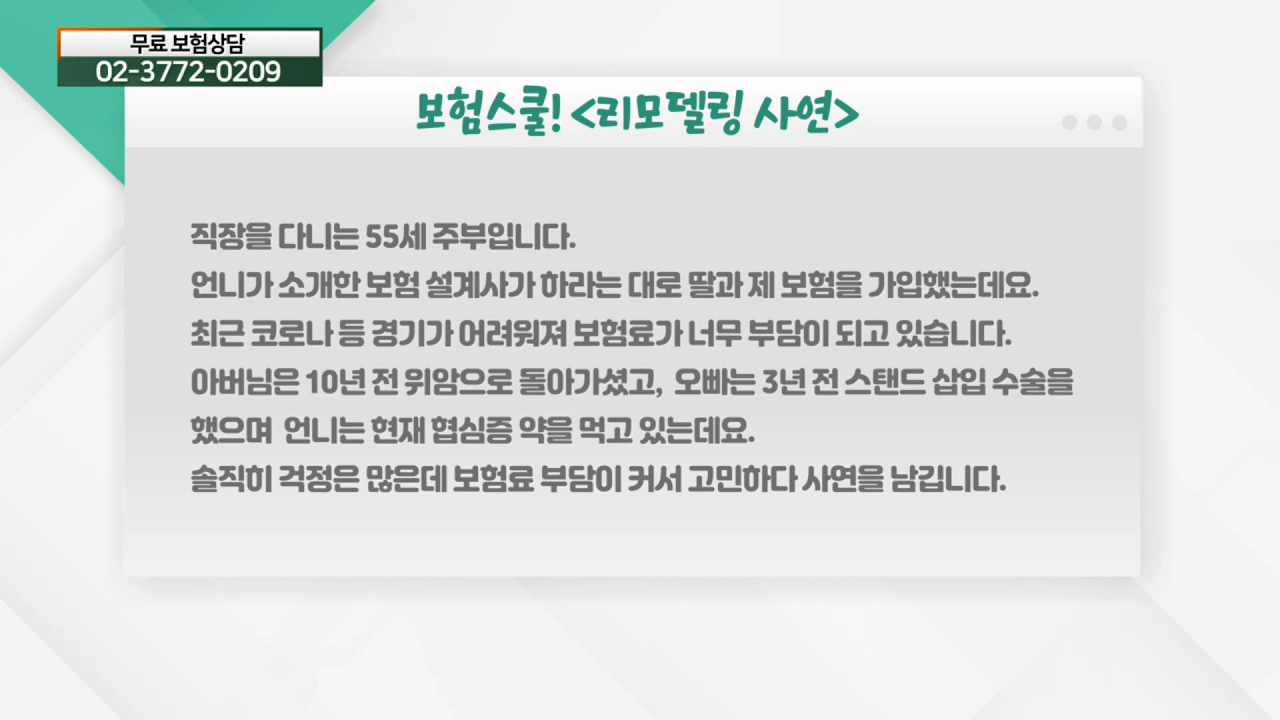 무료 보험상담
02-3772-0209
보험스쿨! <리모델링 사연>
직장을 다니는 55세 주부입니다.
언니가 소개한 보험 설계사가 하라는 대로 딸과 제 보험을 가입했는데요.
최근 코로나 등 경기가 어려워져 보험료가 너무 부담이 되고 있습니다.
아버님은 10년 전 위암으로 돌아가셨고, 오빠는 3년 전 스탠드 삽입 수술을
했으며 언니는 현재 협심증 약을 먹고 있는데요.
솔직히 걱정은 많은데 보험료 부담이 커서 고민하다 사연을 남깁니다.